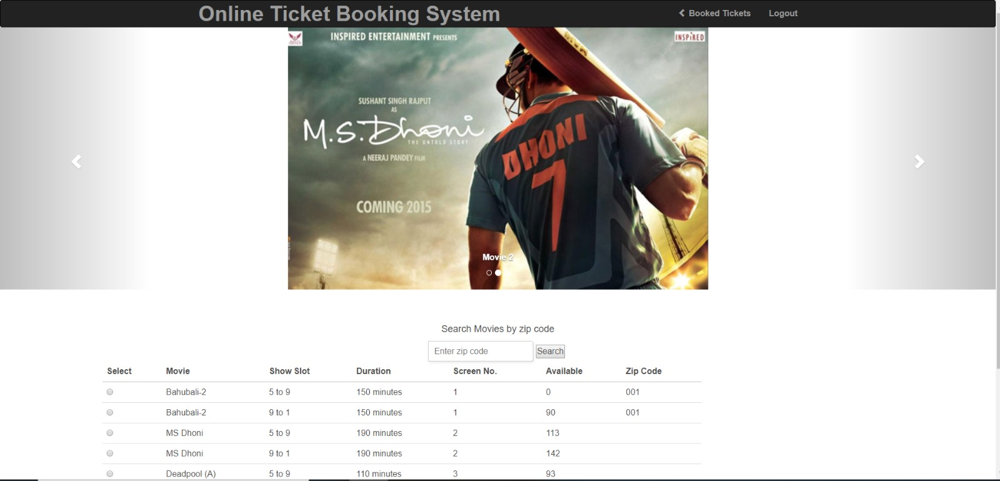 Online Ticket Booking System
Booked Tickets Logout
INSPIRED ENTERTAINMENT PRESENTS
INSPIRED
SUSHANT SINGH RAJPUT
AS
M.S.Dhoni
THE UNTOLD STORY
A NEERAJ PANDEY FILM
DHONI
7
COMING 2015
Movie 2
Search Movies by zip code
Enter zip code Search
Select Movie Show Slot Duration Screen No. Available Zip Code
Bahubali-2 5 to 9 150 minutes 1 0 001
Bahubali-2 9 to 1 150 minutes 1 90 001
MS Dhoni 5 to 9 190 minutes 2 113
MS Dhoni 9 to 1 190 minutes 2 142
Deadpool (A) 5 to 9 110 minutes 3 93